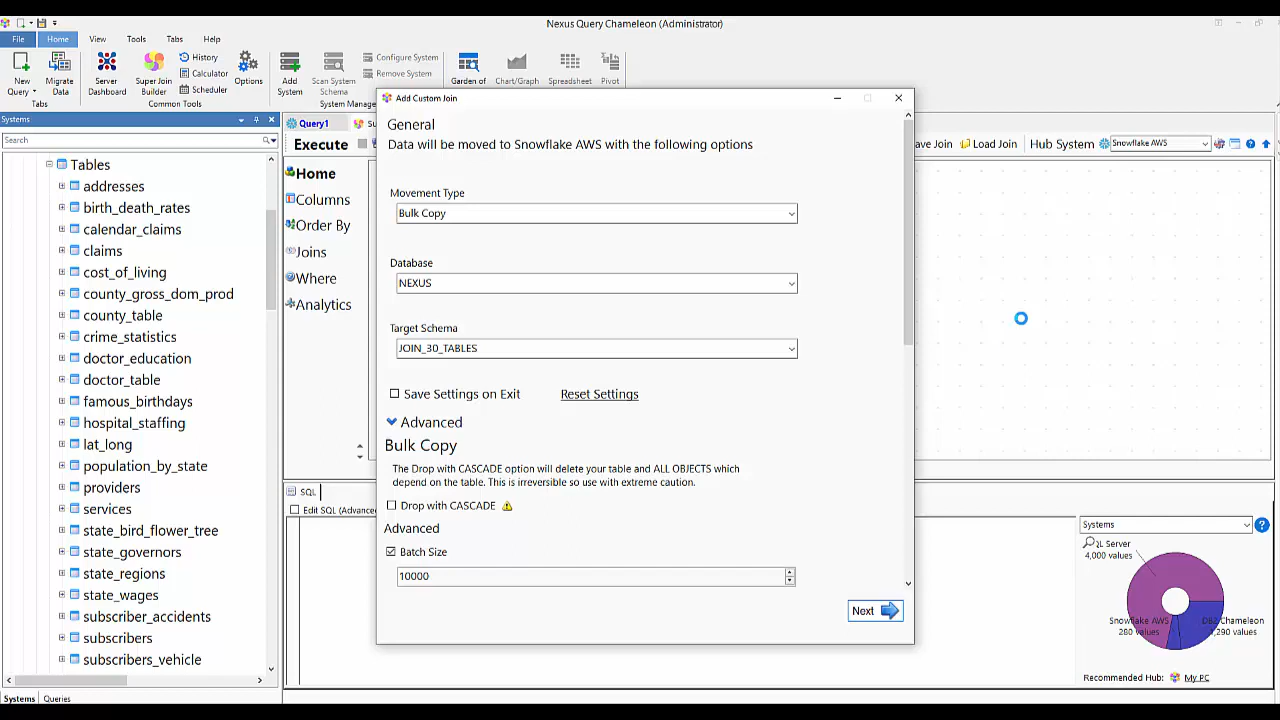 Nexus Query Chameleon (Administrator)
File Home View Tools Tabs Help
New Query
Migrate Data
Tabs
Server Dashboard
Super Join Builder
History
Calculator
Scheduler
Options
Common Tools
Add System
Scan System Schema
Configure System
Remove System
System Manage
Garden of
Chart/Graph
Spreadsheet
Pivot
Systems
Search
Tables
addresses
birth_death_rates
calendar_claims
claims
cost_of_living
county_gross_dom_prod
county_table
crime_statistics
doctor_education
doctor_table
famous_birthdays
hospital_staffing
lat_long
population_by_state
providers
services
state_bird_flower_tree
state_governors
state_regions
state_wages
subscriber_accidents
subscribers
subscribers_vehicle
Systems Queries
Query1
Su
Execute
Home
Columns
Order By
Joins
Where
Analytics
Add Custom Join
General
Data will be moved to Snowflake AWS with the following options
Movement Type
Bulk Copy
Database
NEXUS
Target Schema
JOIN_30_TABLES
Save Settings on Exit Reset Settings
Advanced
Bulk Copy
The Drop with CASCADE option will delete your table and ALL OBJECTS which
depend on the table. This is irreversible so use with extreme caution.
Drop with CASCADE
Advanced
Batch Size
10000
Next
ave Join Load Join Hub System Snowflake AWS
SQL
Edit SQL (Advance
Systems
QL Server
4,000 values
Snowflake AWS
280 values
DB2 Chameleon
,290 values
Recommended Hub: My PC